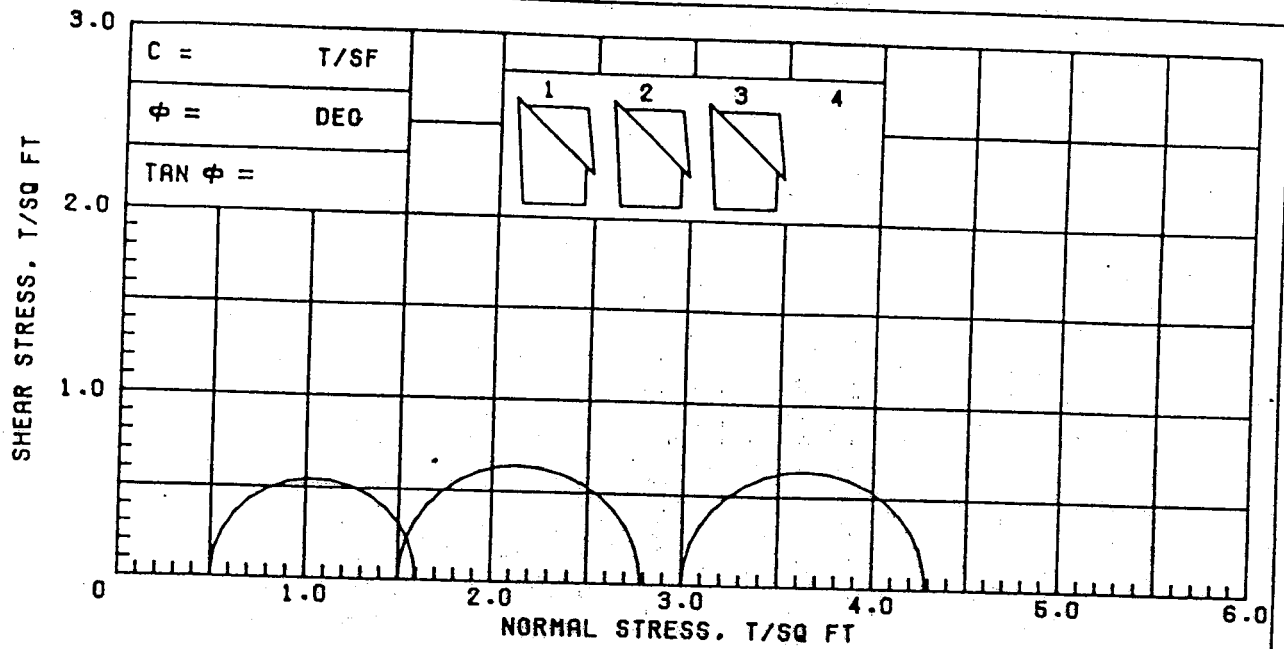 3.0
C = T/SF
ф = DEG
TAN ф =
1 2 3 4
2.0
1.0
0
SHEAR STRESS, T/SQ FT
1.0 2.0 3.0 4.0 5.0 6.0
NORMAL STRESS, T/SQ FT